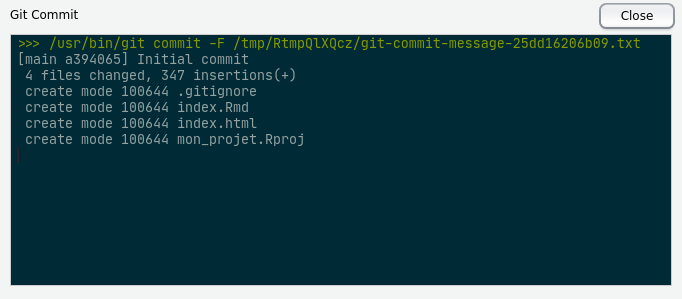 Git Commit
Close
>>> /usr/bin/git commit -F /tmp/RtmpQlXQcz/git-commit-message-25dd16206b09.txt
[main a394065] Initial commit
 4 files changed, 347 insertions(+)
 create mode 100644 .gitignore
 create mode 100644 index.Rmd
 create mode 100644 index.html
 create mode 100644 mon_projet.Rproj